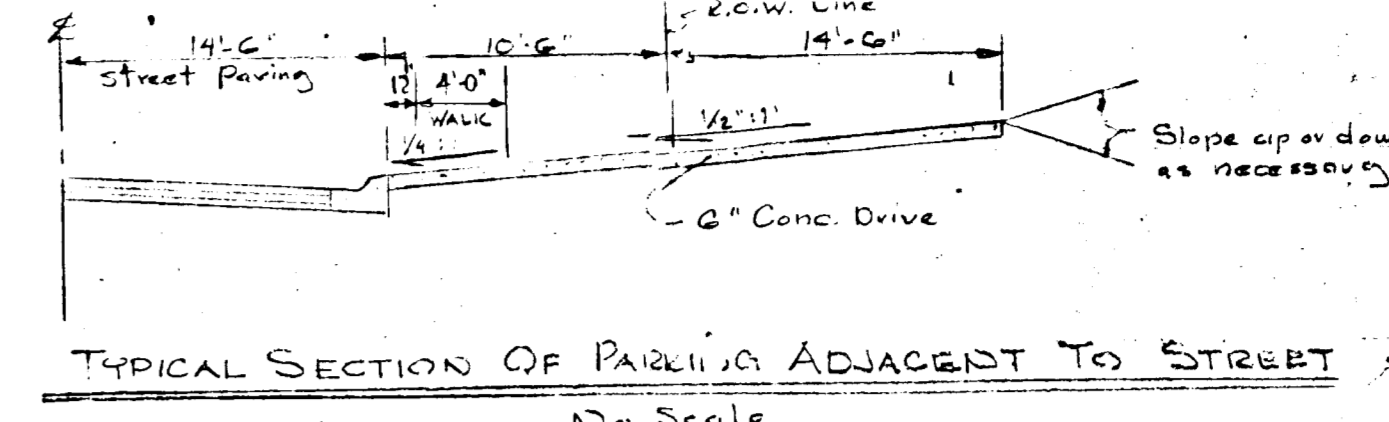 ℄
R.O.W. Line
14'-6"
10'-6"
14'-6"
Street Paving
12" 4'-0"
WALK
1/4 :
1/2":1'
Slope up or dow
as necessary
6" Conc. Drive
TYPICAL SECTION OF PARKING ADJACENT TO STREET
No Scale